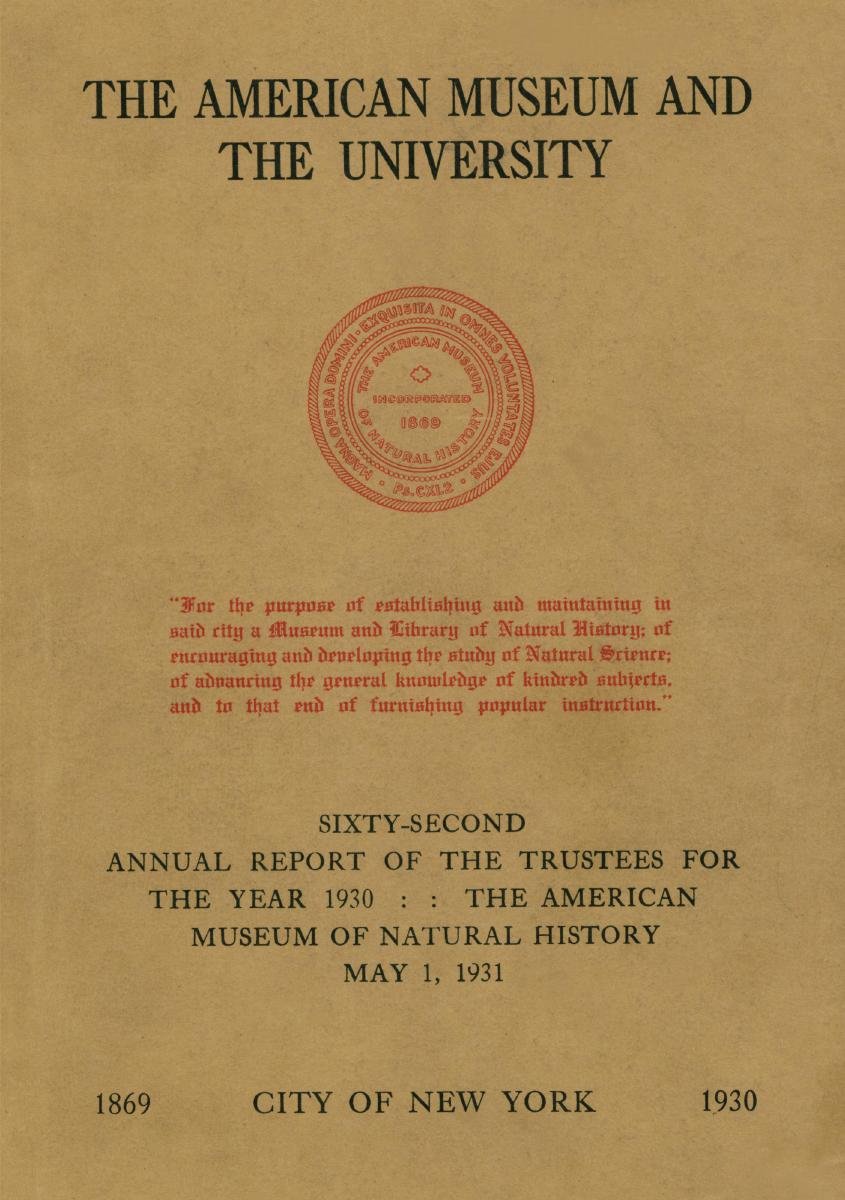 THE AMERICAN MUSEUM AND
THE UNIVERSITY
MAGNA OPERA DOMINI · EXQUISITA IN OMNES VOLUNTATES EJUS
· Ps. CXI.2 ·
THE AMERICAN MUSEUM
INCORPORATED
1869
OF NATURAL HISTORY
"For the purpose of establishing and maintaining in
said city a Museum and Library of Natural History; of
encouraging and developing the study of Natural Science;
of advancing the general knowledge of kindred subjects,
and to that end of furnishing popular instruction."
SIXTY-SECOND
ANNUAL REPORT OF THE TRUSTEES FOR
THE YEAR 1930 : : THE AMERICAN
MUSEUM OF NATURAL HISTORY
MAY 1, 1931
1869 CITY OF NEW YORK 1930